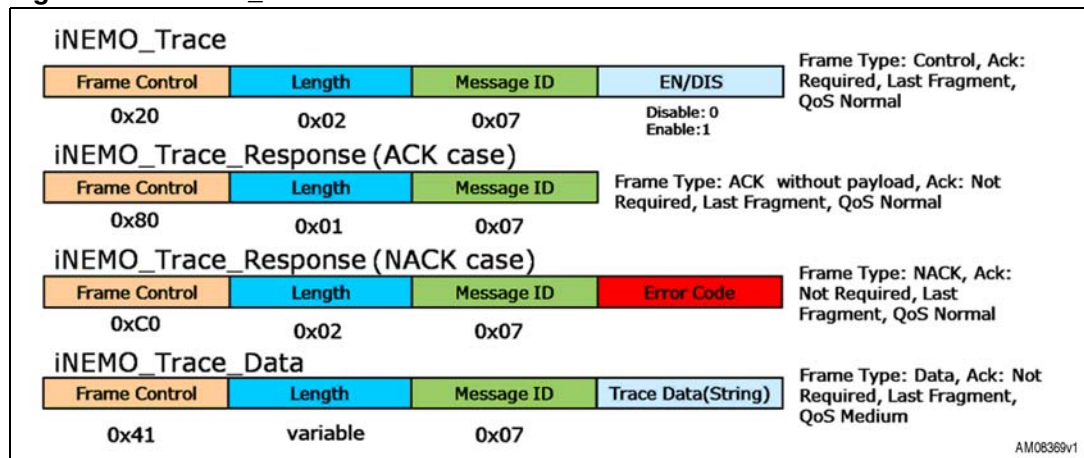 iNEMO_Trace
Frame Control Length Message ID EN/DIS
0x20 0x02 0x07 Disable: 0
Enable:1
Frame Type: Control, Ack:
Required, Last Fragment,
QoS Normal
iNEMO_Trace_Response (ACK case)
Frame Control Length Message ID
0x80 0x01 0x07
Frame Type: ACK without payload, Ack: Not
Required, Last Fragment, QoS Normal
iNEMO_Trace_Response (NACK case)
Frame Control Length Message ID Error Code
0xC0 0x02 0x07
Frame Type: NACK, Ack:
Not Required, Last
Fragment, QoS Normal
iNEMO_Trace_Data
Frame Control Length Message ID Trace Data(String)
0x41 variable 0x07
Frame Type: Data, Ack: Not
Required, Last Fragment,
QoS Medium
AM08369v1